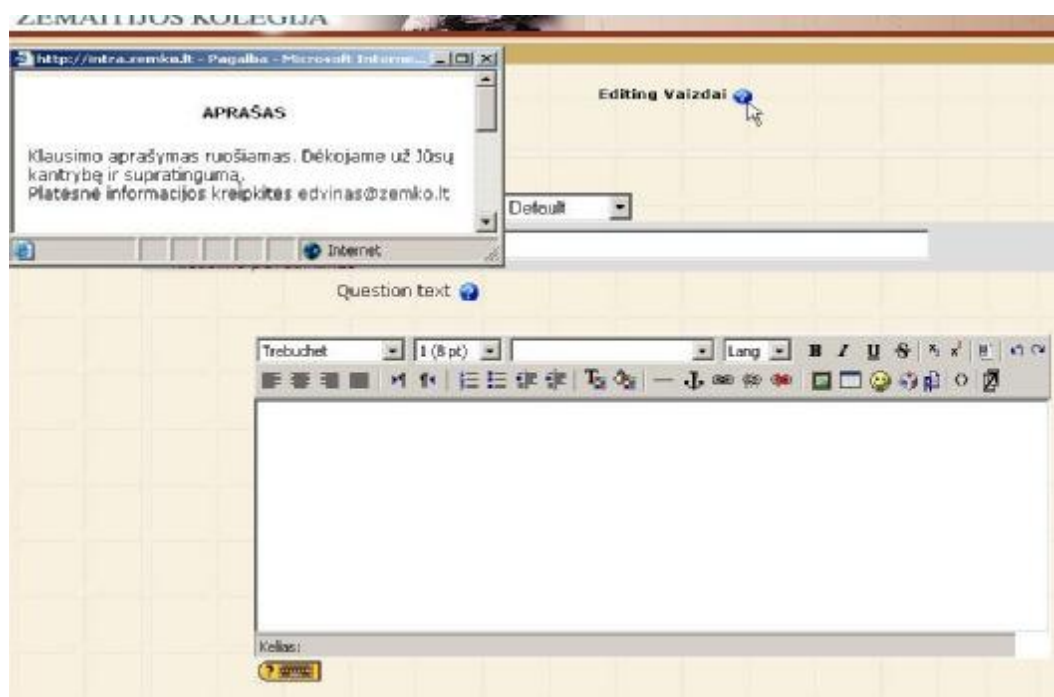 ŽEMAITIJOS KOLEGIJA
http://intra.zemko.lt - Pagalba - Microsoft Interne...
APRAŠAS
Klausimo aprašymas ruošiamas. Dėkojame už Jūsų
kantrybę ir supratingumą.
Platesnė informacijos kreipkitės edvinas@zemko.lt
Internet
Editing Vaizdai
Default
Question text
Trebuchet 1 (8 pt) Lang B I U S
Kelias: